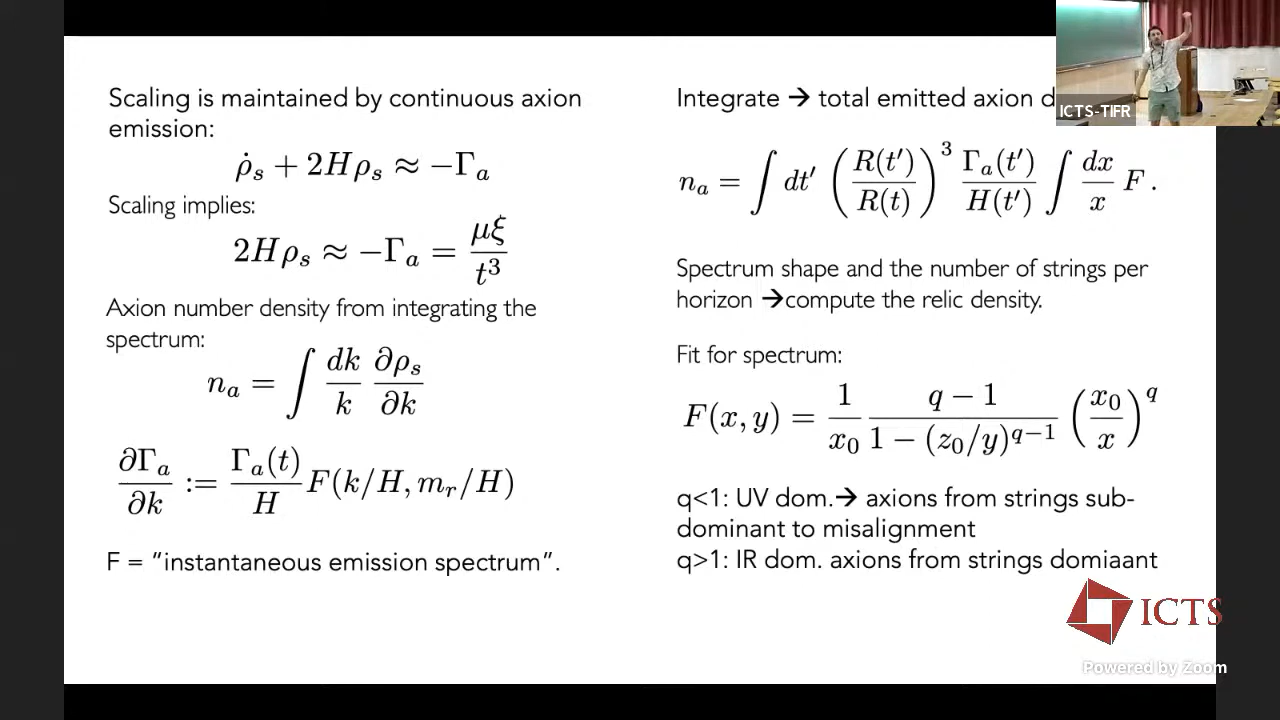 Scaling is maintained by continuous axion
emission:
ρ̇_s + 2Hρ_s ≈ −Γ_a
Scaling implies:
2Hρ_s ≈ −Γ_a = μξ / t³
Axion number density from integrating the
spectrum:
n_a = ∫ dk/k ∂ρ_s/∂k
∂Γ_a/∂k := Γ_a(t)/H F(k/H, m_r/H)
F = "instantaneous emission spectrum".
Integrate → total emitted axion
n_a = ∫ dt′ (R(t′)/R(t))³ Γ_a(t′)/H(t′) ∫ dx/x F .
Spectrum shape and the number of strings per
horizon →compute the relic density.
Fit for spectrum:
F(x, y) = 1/x₀ (q − 1)/(1 − (z₀/y)^{q−1}) (x₀/x)^q
q<1: UV dom.→ axions from strings sub-
dominant to misalignment
q>1: IR dom. axions from strings domiaant
ICTS-TIFR
ICTS
Powered by Zoom